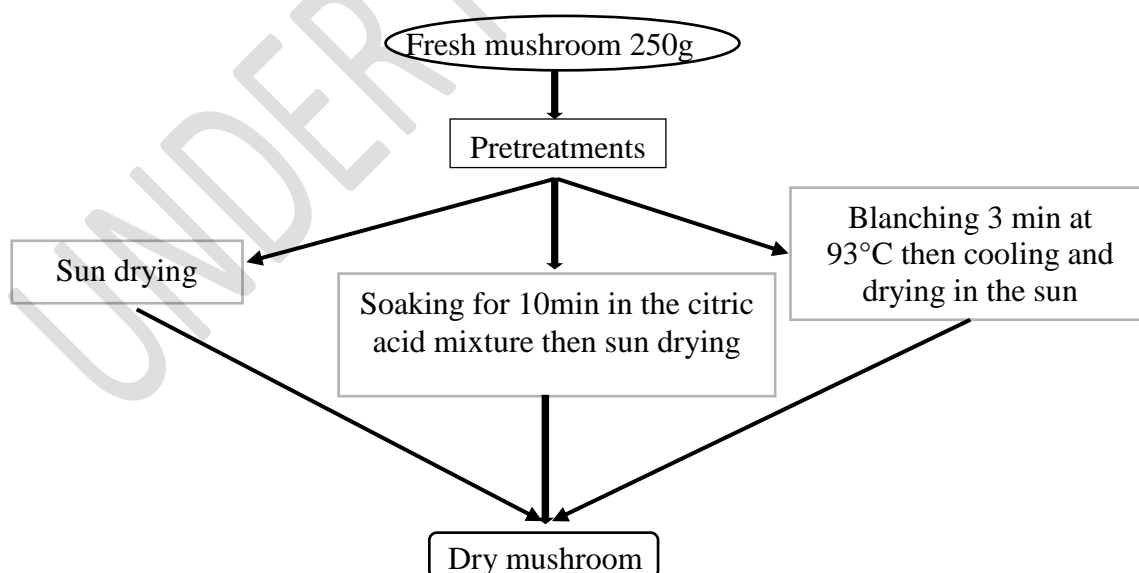 Fresh mushroom 250g
Pretreatments
Sun drying
Soaking for 10min in the citric
acid mixture then sun drying
Blanching 3 min at
93°C then cooling and
drying in the sun
Dry mushroom
UNDER